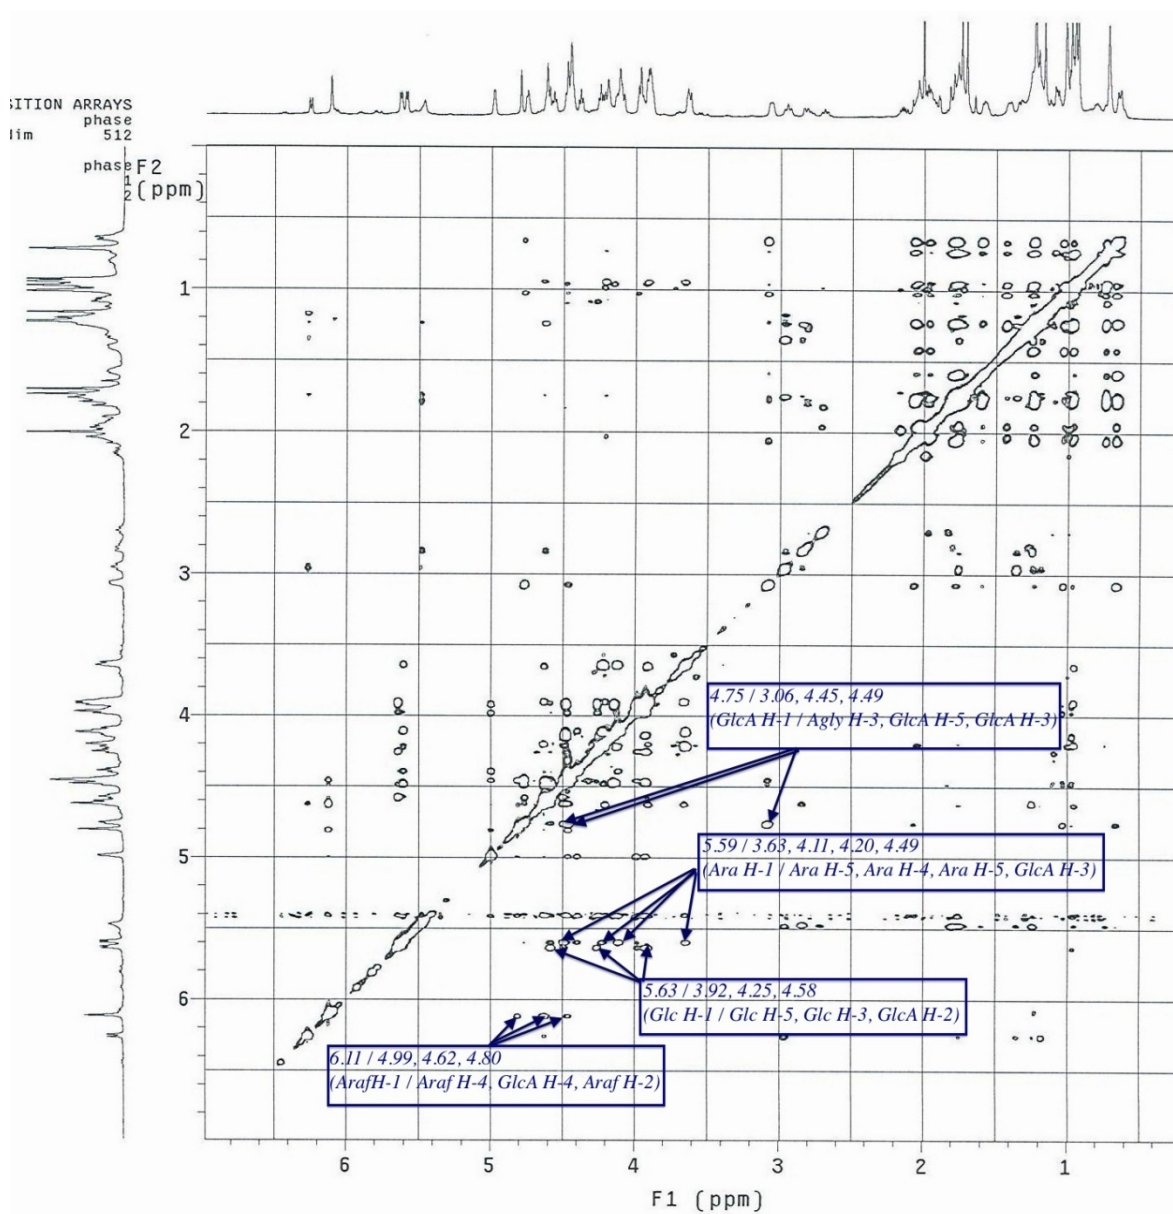 SITION ARRAYS
phase
dim 512
phase
1
2
F2
(ppm)
1
2
3
4
5
6
4.75 / 3.06, 4.45, 4.49
(GlcA H-1 / Agly H-3, GlcA H-5, GlcA H-3)
5.59 / 3.63, 4.11, 4.20, 4.49
(Ara H-1 / Ara H-5, Ara H-4, Ara H-5, GlcA H-3)
5.63 / 3.92, 4.25, 4.58
(Glc H-1 / Glc H-5, Glc H-3, GlcA H-2)
6.11 / 4.99, 4.62, 4.80
(ArafH-1 / Araf H-4, GlcA H-4, Araf H-2)
6 5 4 3 2 1
F1 (ppm)